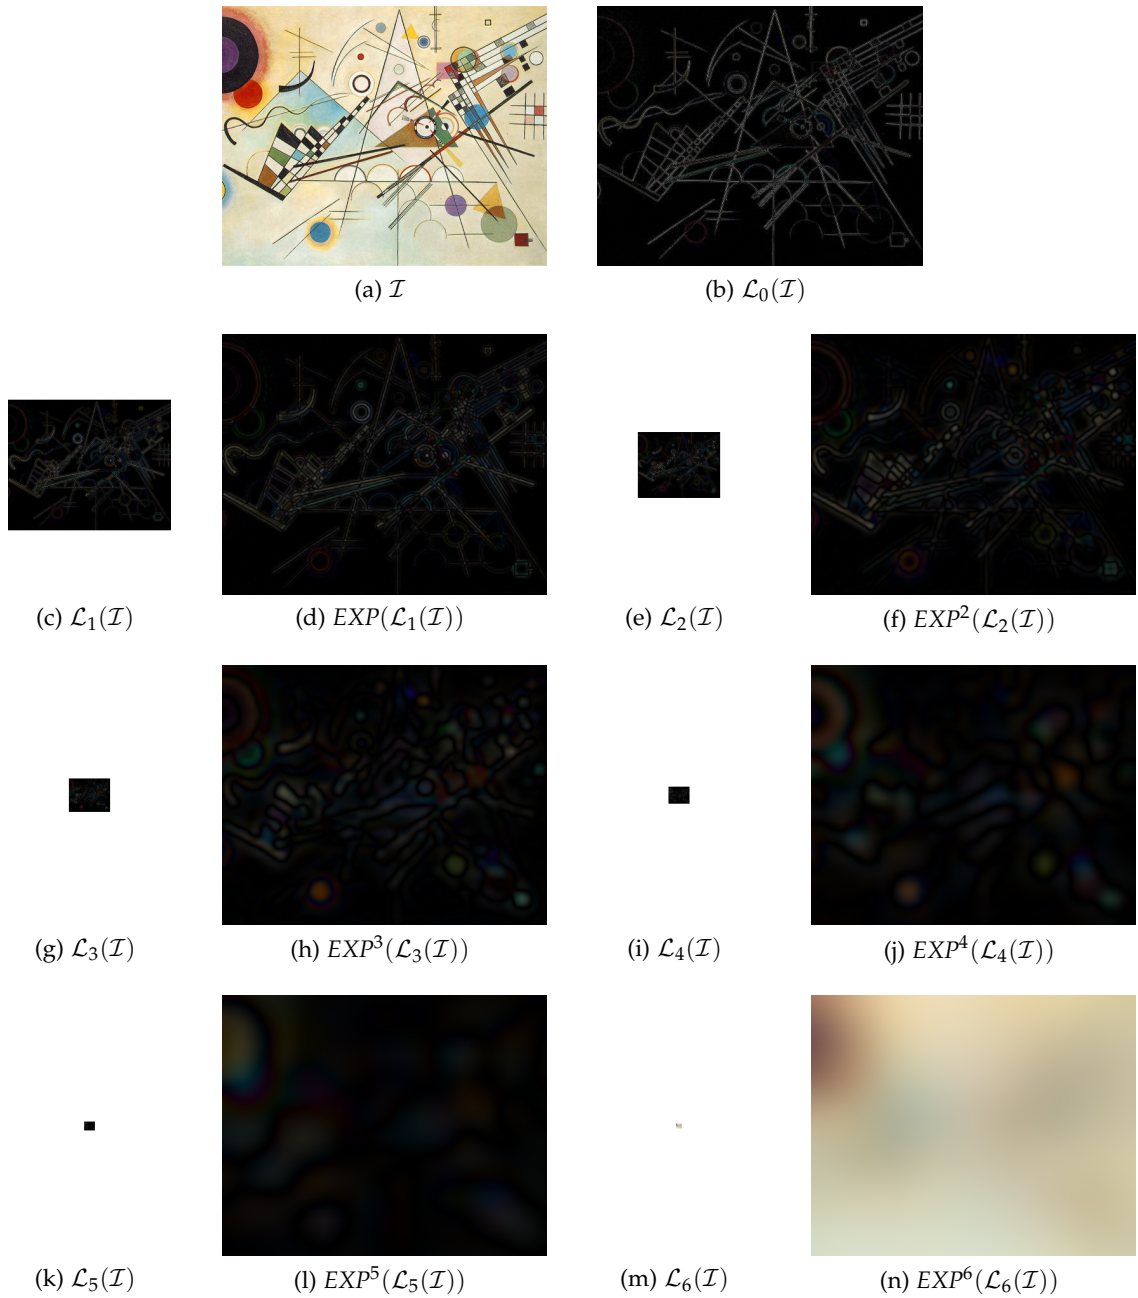 (a) ℐ
(b) ℒ₀(ℐ)
(c) ℒ₁(ℐ)
(d) EXP(ℒ₁(ℐ))
(e) ℒ₂(ℐ)
(f) EXP²(ℒ₂(ℐ))
(g) ℒ₃(ℐ)
(h) EXP³(ℒ₃(ℐ))
(i) ℒ₄(ℐ)
(j) EXP⁴(ℒ₄(ℐ))
(k) ℒ₅(ℐ)
(l) EXP⁵(ℒ₅(ℐ))
(m) ℒ₆(ℐ)
(n) EXP⁶(ℒ₆(ℐ))